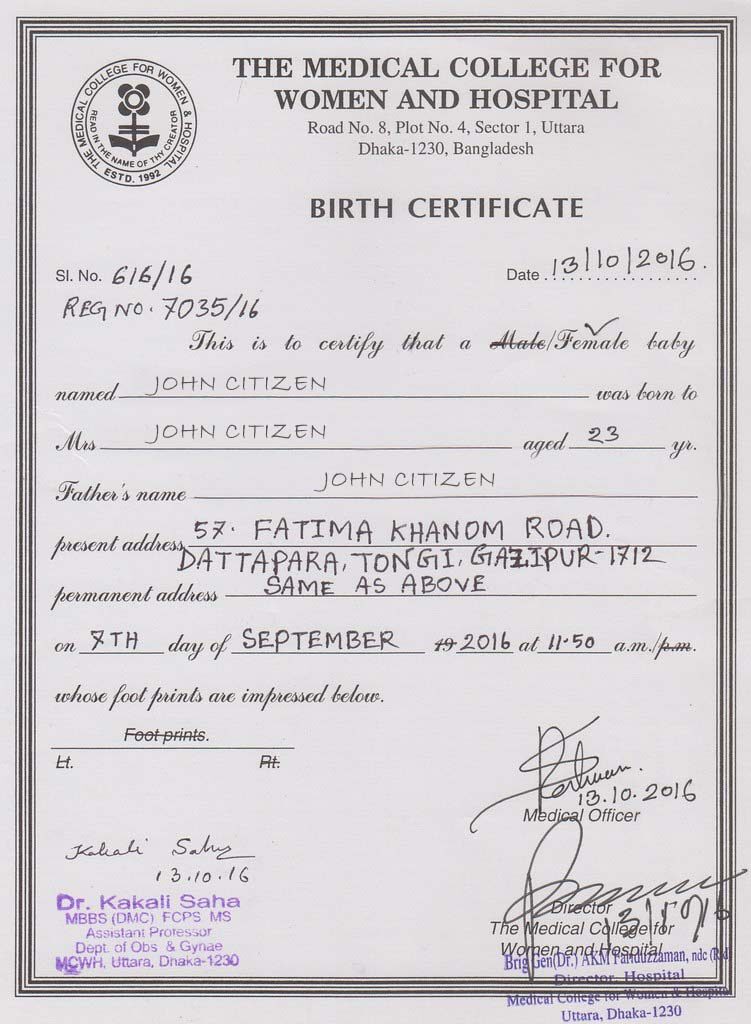 THE MEDICAL COLLEGE FOR WOMEN & HOSPITAL
READ IN THE NAME OF THY CREATOR
ESTD. 1992
THE MEDICAL COLLEGE FOR
WOMEN AND HOSPITAL
Road No. 8, Plot No. 4, Sector 1, Uttara
Dhaka-1230, Bangladesh
BIRTH CERTIFICATE
Sl. No. 616/16 Date 13/10/2016.
REG NO. 7035/16
This is to certify that a Male/Female baby
named JOHN CITIZEN was born to
Mrs JOHN CITIZEN aged 23 yr.
Father's name JOHN CITIZEN
present address 57. FATIMA KHANOM ROAD.
DATTAPARA, TONGI, GAZIPUR-1712
permanent address SAME AS ABOVE
on 7TH day of SEPTEMBER 19 2016 at 11.50 a.m./p.m.
whose foot prints are impressed below.
Foot prints.
Lt. Rt.
13.10.2016
Medical Officer
Kakali Saha
13.10.16
Dr. Kakali Saha
MBBS (DMC) FCPS MS
Assistant Professor
Dept. of Obs & Gynae
MCWH, Uttara, Dhaka-1230
Director
The Medical College for
Women and Hospital
Brig Gen (Dr.) AKM ndc (Rtd)
Director, Hospital
Medical College for Women & Hospital
Uttara, Dhaka-1230